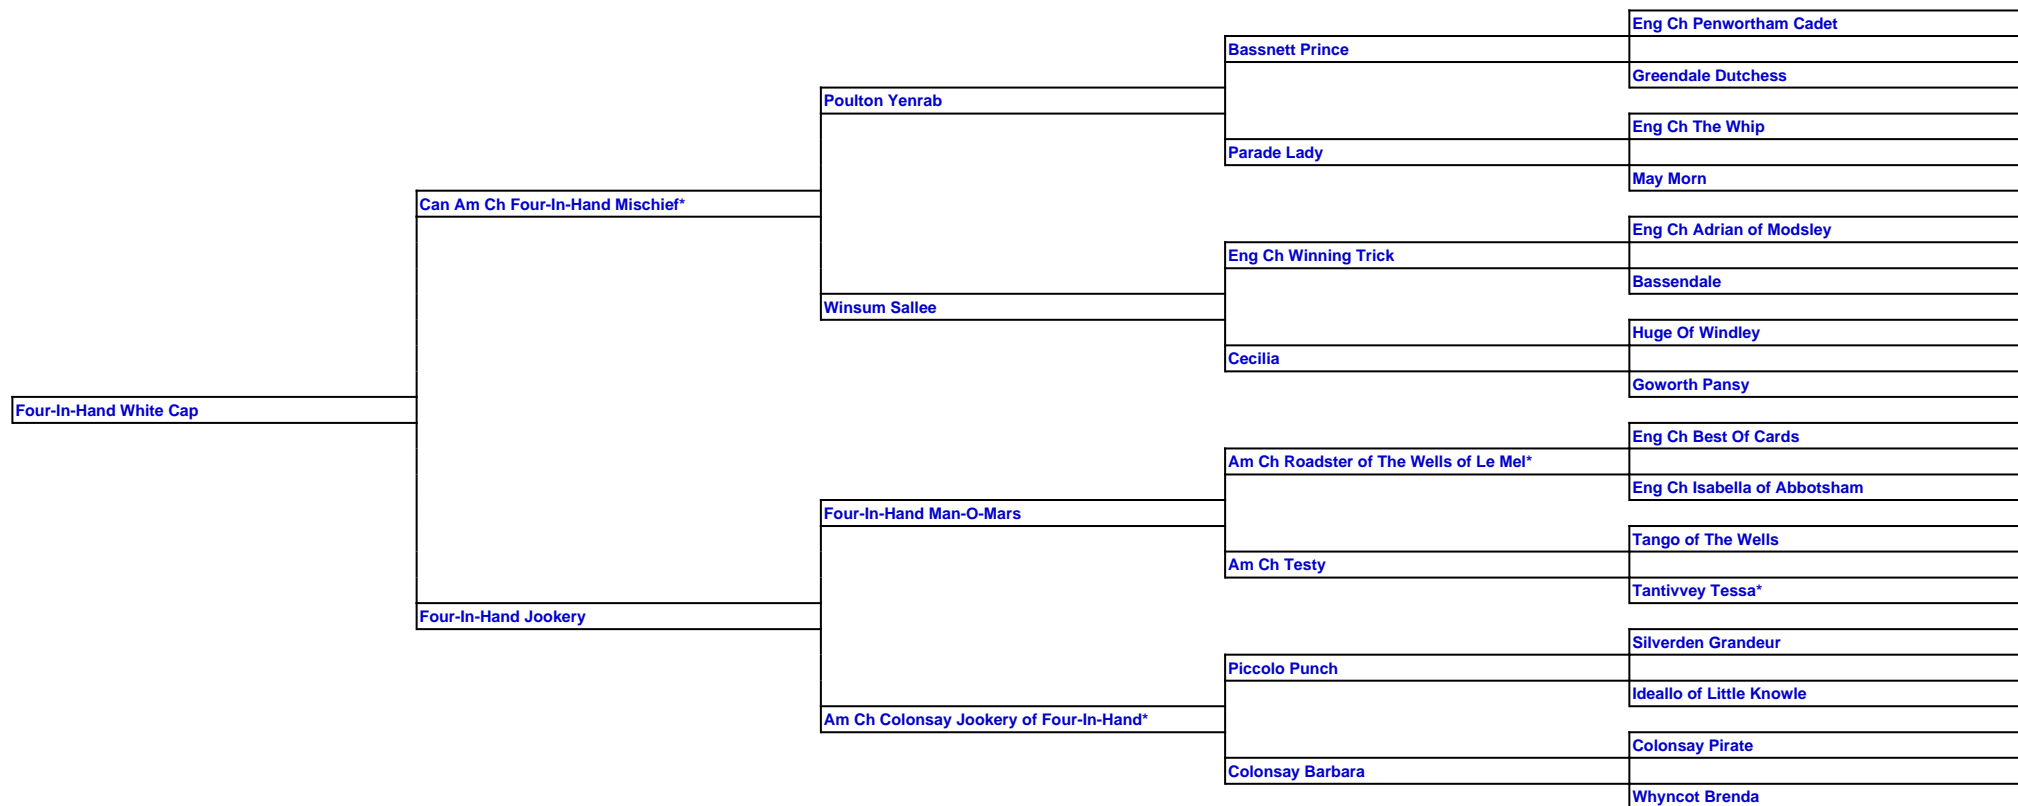 Eng Ch Penwortham Cadet
Bassnett Prince
Greendale Dutchess
Poulton Yenrab
Eng Ch The Whip
Parade Lady
May Morn
Can Am Ch Four-In-Hand Mischief*
Eng Ch Adrian of Modsley
Eng Ch Winning Trick
Bassendale
Winsum Sallee
Huge Of Windley
Cecilia
Goworth Pansy
Four-In-Hand White Cap
Eng Ch Best Of Cards
Am Ch Roadster of The Wells of Le Mel*
Eng Ch Isabella of Abbotsham
Four-In-Hand Man-O-Mars
Tango of The Wells
Am Ch Testy
Tantivvey Tessa*
Four-In-Hand Jookery
Silverden Grandeur
Piccolo Punch
Ideallo of Little Knowle
Am Ch Colonsay Jookery of Four-In-Hand*
Colonsay Pirate
Colonsay Barbara
Whyncot Brenda